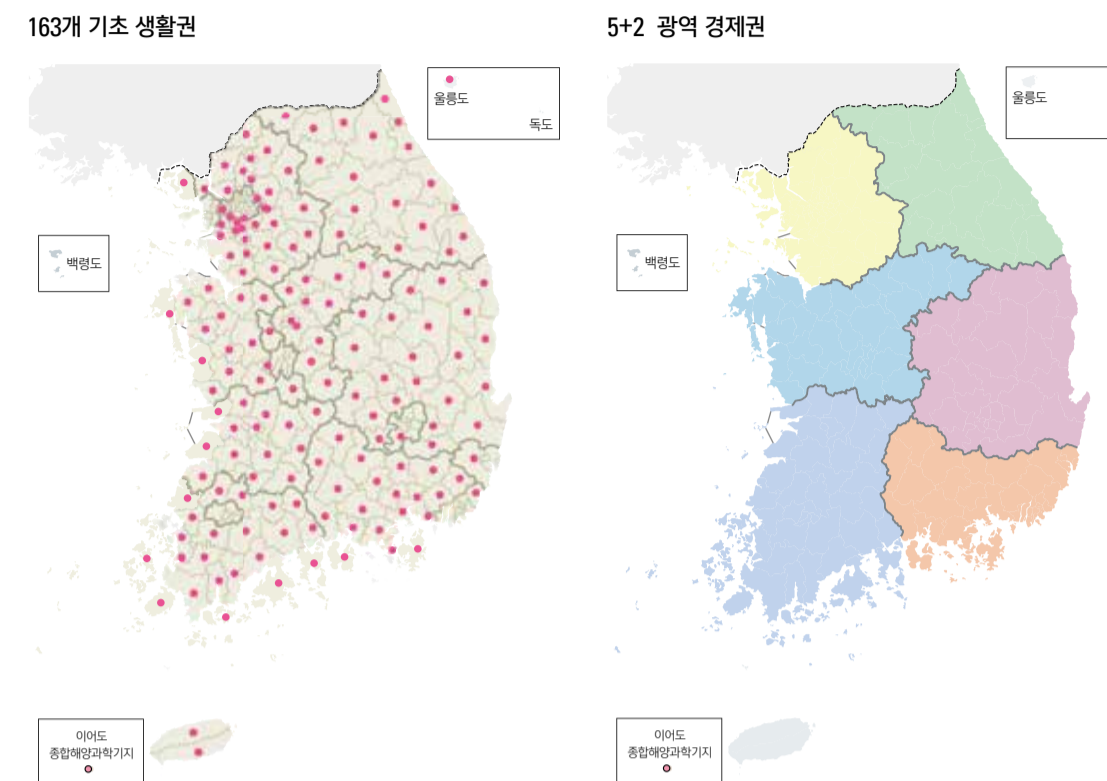 163개 기초 생활권
5+2 광역 경제권
울릉도
독도
백령도
이어도
종합해양과학기지
울릉도
백령도
이어도
종합해양과학기지